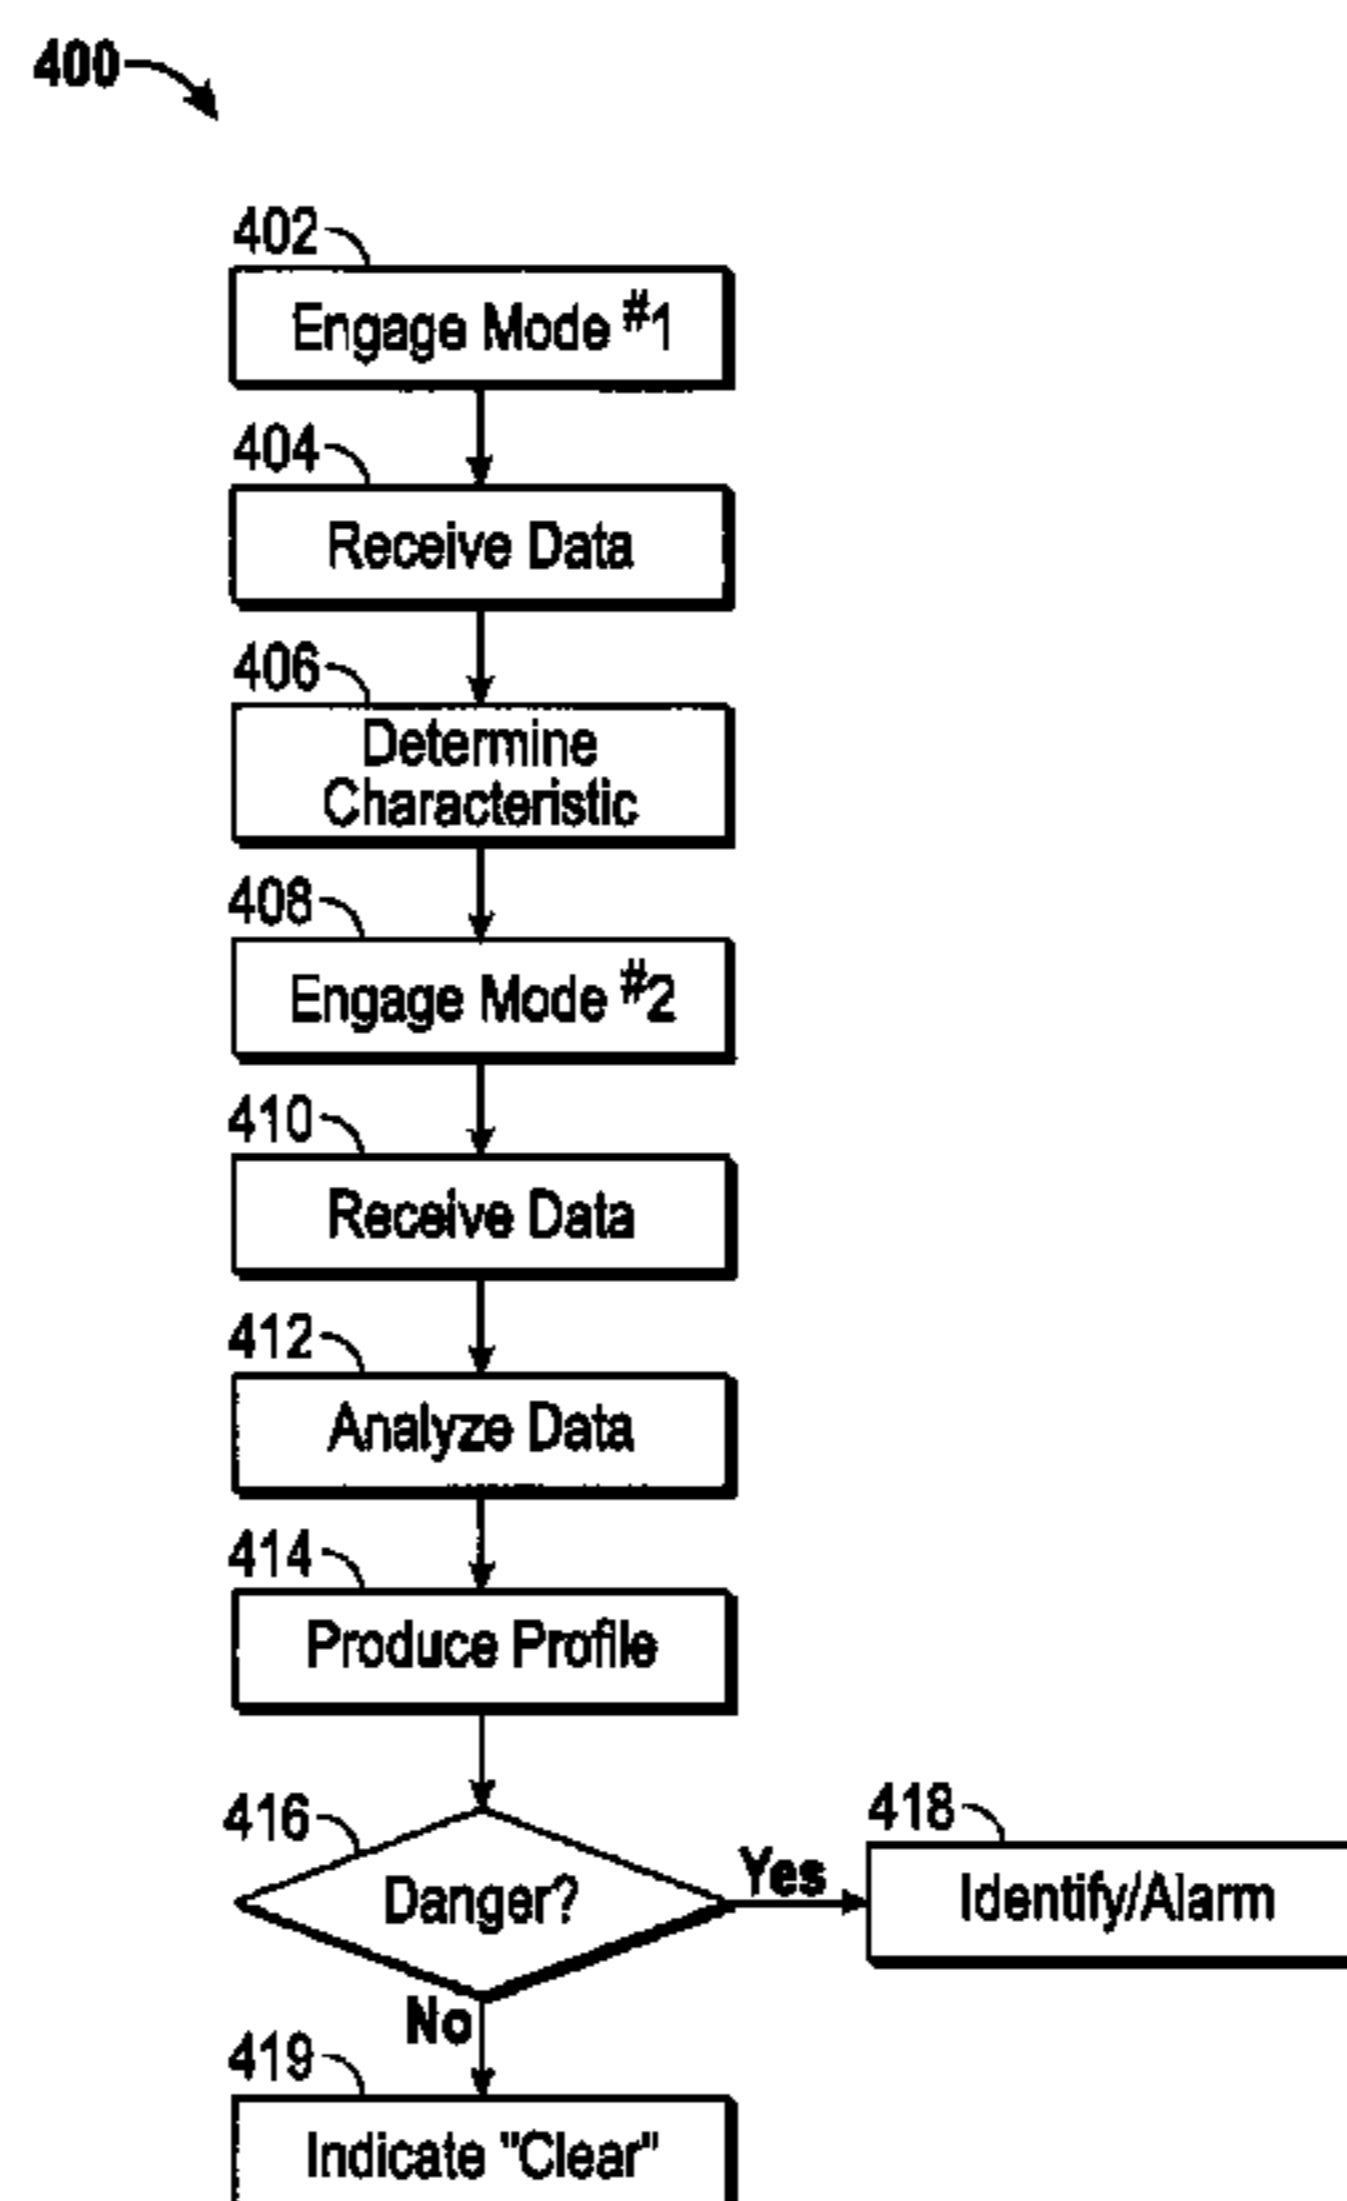 400
402
Engage Mode #1
404
Receive Data
406
Determine
Characteristic
408
Engage Mode #2
410
Receive Data
412
Analyze Data
414
Produce Profile
416
Danger?
Yes
418
Identify/Alarm
No
419
Indicate "Clear"